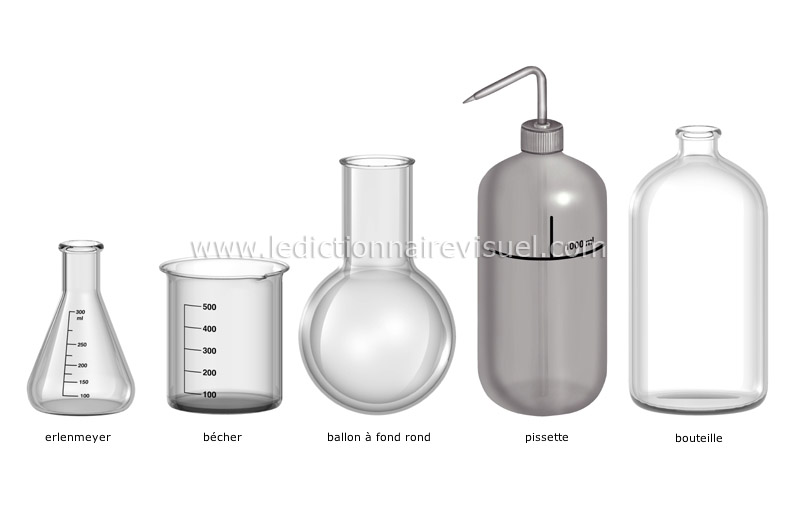 www.ledictionnairevisuel.com
1000 ml
300
ml
250
200
150
100
500
400
300
200
100
erlenmeyer
bécher
ballon à fond rond
pissette
bouteille